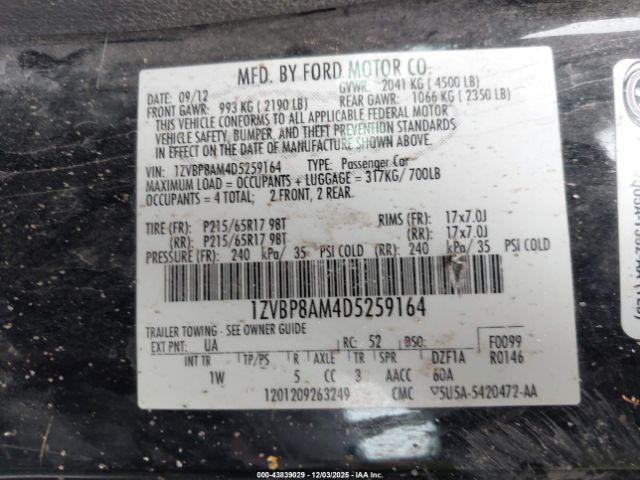 MFD. BY FORD MOTOR CO.
DATE: 09/12 GVWR: 2041 KG ( 4500 LB)
FRONT GAWR: 993 KG ( 2190 LB) REAR GAWR: 1066 KG ( 2350 LB)
THIS VEHICLE CONFORMS TO ALL APPLICABLE FEDERAL MOTOR
VEHICLE SAFETY, BUMPER, AND THEFT PREVENTION STANDARDS
IN EFFECT ON THE DATE OF MANUFACTURE SHOWN ABOVE.
VIN: 1ZVBP8AM4D5259164 TYPE: Passenger Car
MAXIMUM LOAD = OCCUPANTS + LUGGAGE = 317KG/700LB
OCCUPANTS = 4 TOTAL; 2 FRONT, 2 REAR.
TIRE (FR): P215/65R17 98T RIMS (FR): 17x7.0J
(RR): P215/65R17 98T (RR): 17x7.0J
PRESSURE (FR): 240 kPa/ 35 PSI COLD (RR): 240 kPa/ 35 PSI COLD
1ZVBP8AM4D5259164
TRAILER TOWING - SEE OWNER GUIDE
EXT PNT: UA RC: 52 DSO: F0099
INT TR TP/PS R AXLE TR SPR DZF1A R0146
1W 5 CC 3 AACC 60A
1201209263249 CMC ▽5U5A-5420472-AA
000-43839029 - 12/03/2025 - Copyright IAA, LLC